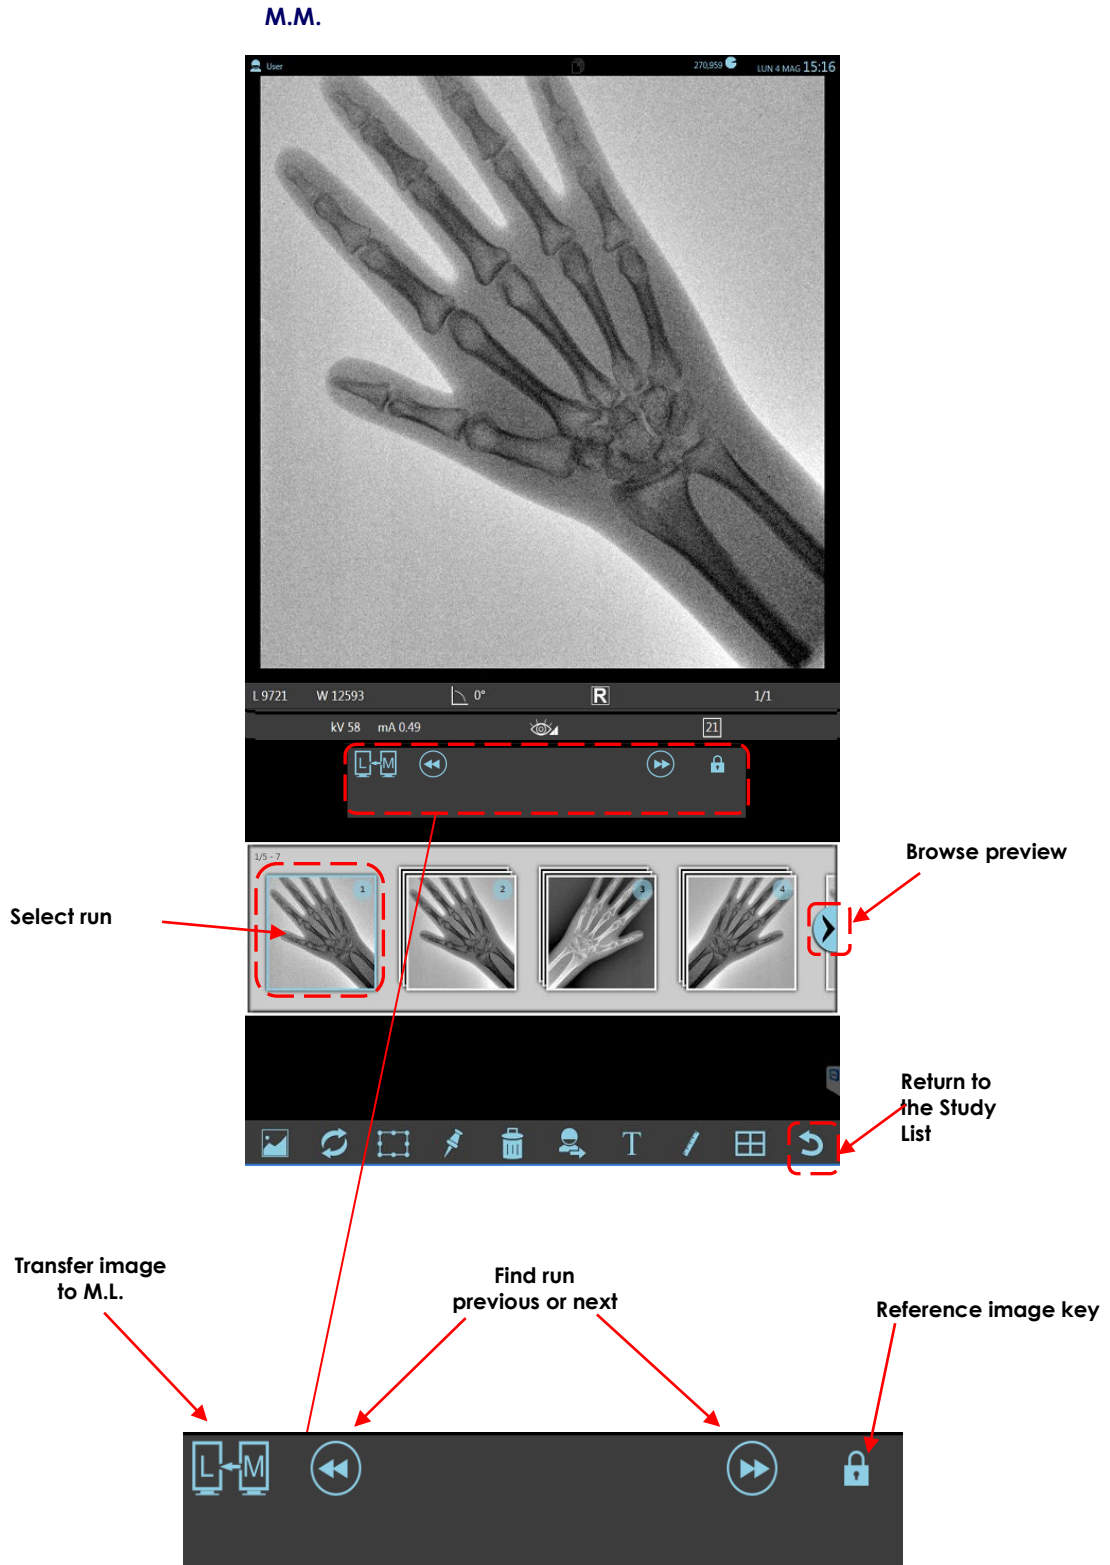 M.M.
User
270,959
LUN 4 MAG 15:16
L 9721 W 12593 0° R 1/1
kV 58 mA 0.49 21
L M
1/5 - 7
1 2 3 4
Browse preview
Select run
Return to
the Study
List
T
Transfer image
to M.L.
Find run
previous or next
Reference image key
L M